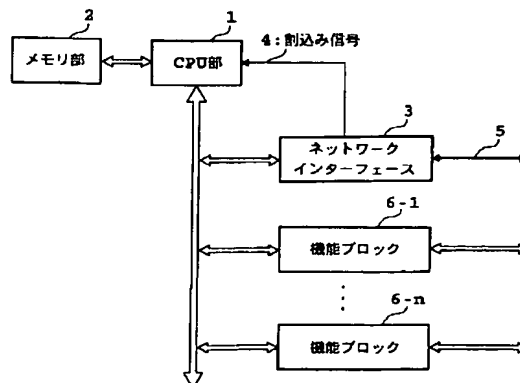 2
1
4:割込み信号
メモリ部
CPU部
3
ネットワーク
インターフェース
5
6-1
機能ブロック
6-n
機能ブロック